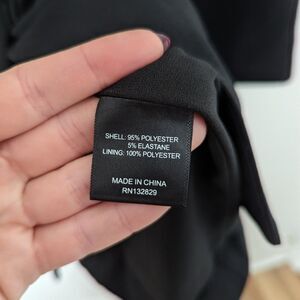 SHELL: 95% POLYESTER
5% ELASTANE
LINING: 100% POLYESTER
MADE IN CHINA
RN132829